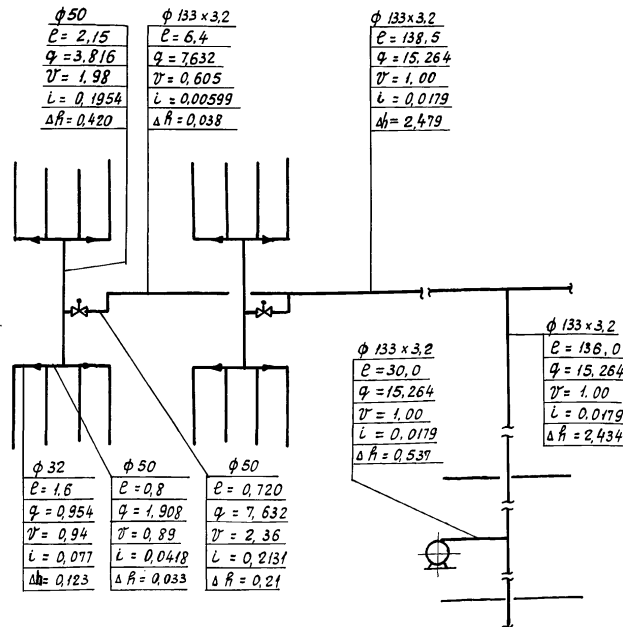 ϕ50
ℓ= 2,15
q=3,816
v= 1,98
i = 0,1954
Δh=0,420
ϕ 133×3,2
ℓ= 6,4
q=7,632
v= 0,605
i = 0,00599
Δh=0,038
ϕ 133×3,2
ℓ= 138,5
q= 15,264
v= 1,00
i = 0,0179
Δh= 2,479
ϕ 133×3,2
ℓ=30,0
q=15,264
v= 1,00
i = 0,0179
Δh=0,537
ϕ 133×3,2
ℓ = 136,0
q= 15,264
v= 1.00
i = 0.0179
Δh= 2,434
ϕ32
ℓ= 1,6
q= 0,954
v= 0,94
i = 0,077
Δh= 0,123
ϕ50
ℓ= 0,8
q= 1,908
v= 0,89
i = 0,0418
Δh= 0,033
ϕ50
ℓ= 0,720
q= 7,632
v= 2,36
i = 0,2131
Δh= 0,21